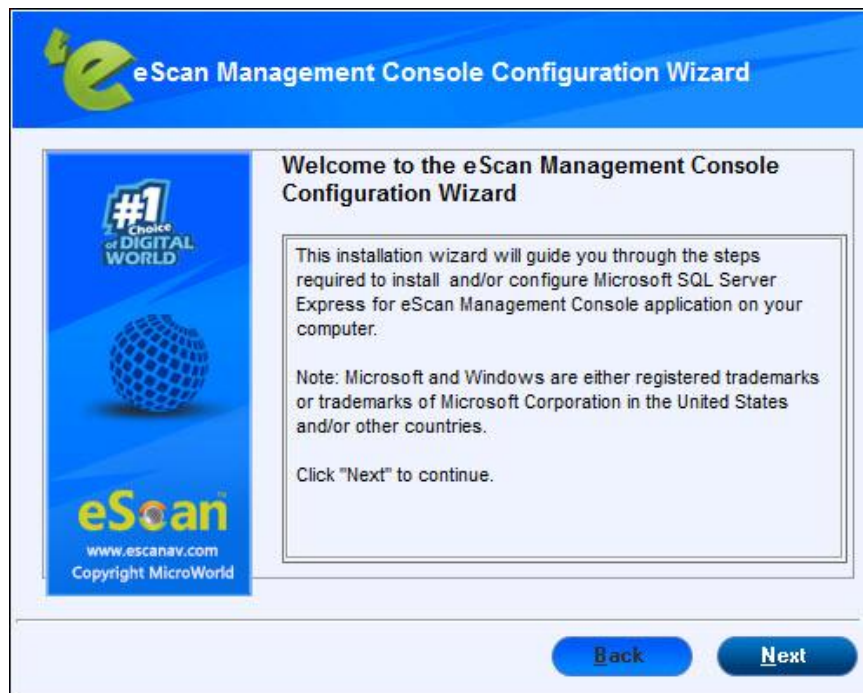 eScan Management Console Configuration Wizard
#1
Choice
of DIGITAL
WORLD
eScan
www.escanav.com
Copyright MicroWorld
Welcome to the eScan Management Console
Configuration Wizard
This installation wizard will guide you through the steps
required to install and/or configure Microsoft SQL Server
Express for eScan Management Console application on your
computer.
Note: Microsoft and Windows are either registered trademarks
or trademarks of Microsoft Corporation in the United States
and/or other countries.
Click "Next" to continue.
Back
Next